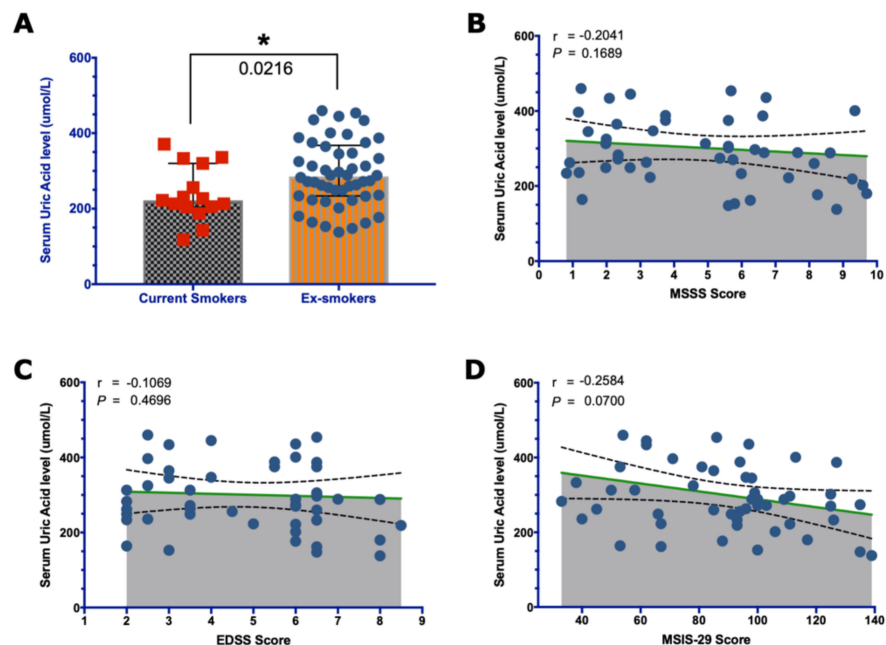 A
*
0.0216
Serum Uric Acid level (umol/L)
600
400
200
0
Current Smokers
Ex-smokers
B
r = -0.2041
P = 0.1689
Serum Uric Acid level (umol/L)
600
400
200
0
0 1 2 3 4 5 6 7 8 9 10
MSSS Score
C
r = -0.1069
P = 0.4696
Serum Uric Acid level (umol/L)
600
400
200
0
1 2 3 4 5 6 7 8 9
EDSS Score
D
r = -0.2584
P = 0.0700
Serum Uric Acid level (umol/L)
600
400
200
0
40 60 80 100 120 140
MSIS-29 Score